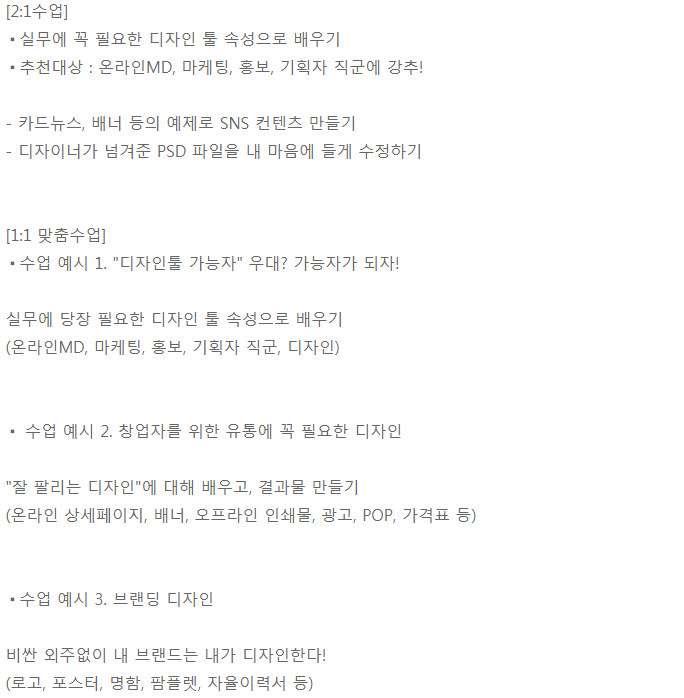 [2:1수업]
▪실무에 꼭 필요한 디자인 툴 속성으로 배우기
▪추천대상 : 온라인MD, 마케팅, 홍보, 기획자 직군에 강추!
- 카드뉴스, 배너 등의 예제로 SNS 컨텐츠 만들기
- 디자이너가 넘겨준 PSD 파일을 내 마음에 들게 수정하기
[1:1 맞춤수업]
▪수업 예시 1. "디자인툴 가능자" 우대? 가능자가 되자!
실무에 당장 필요한 디자인 툴 속성으로 배우기
(온라인MD, 마케팅, 홍보, 기획자 직군, 디자인)
▪ 수업 예시 2. 창업자를 위한 유통에 꼭 필요한 디자인
"잘 팔리는 디자인"에 대해 배우고, 결과물 만들기
(온라인 상세페이지, 배너, 오프라인 인쇄물, 광고, POP, 가격표 등)
▪수업 예시 3. 브랜딩 디자인
비싼 외주없이 내 브랜드는 내가 디자인한다!
(로고, 포스터, 명함, 팜플렛, 자율이력서 등)